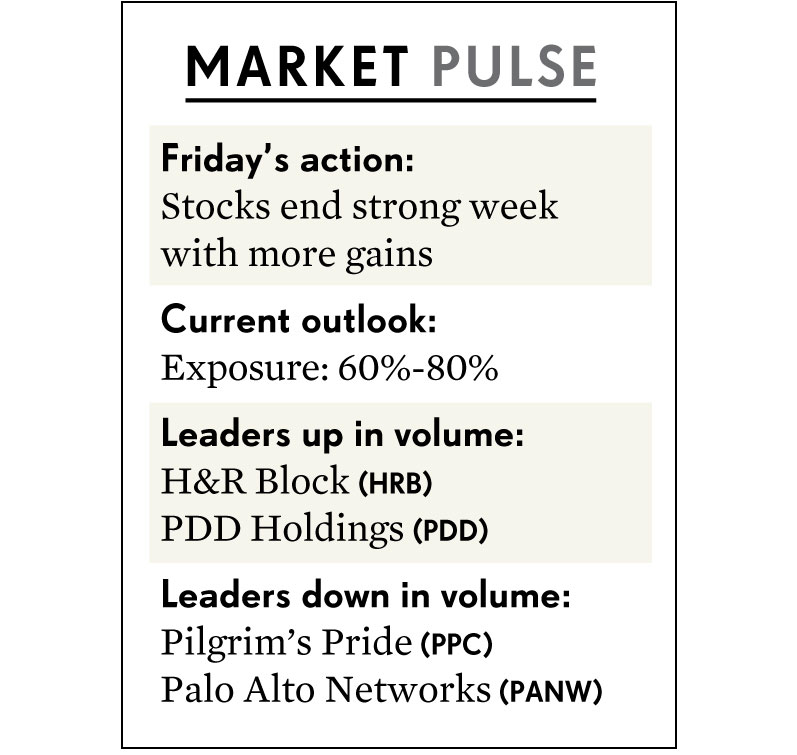 MARKET PULSE
Friday’s action:
Stocks end strong week
with more gains
Current outlook:
Exposure: 60%-80%
Leaders up in volume:
H&R Block (HRB)
PDD Holdings (PDD)
Leaders down in volume:
Pilgrim’s Pride (PPC)
Palo Alto Networks (PANW)